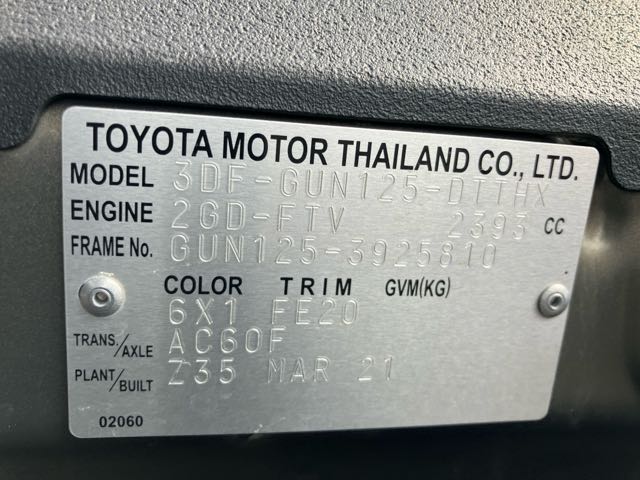 TOYOTA MOTOR THAILAND CO., LTD.
MODEL 3DF-GUN125-DTTHX
ENGINE 2GD-FTV 2393 CC
FRAME No. GUN125-3925810
COLOR TRIM GVM(KG)
6X1 FE20
TRANS./AXLE AC60F
PLANT/BUILT Z35 MAR 21
02060